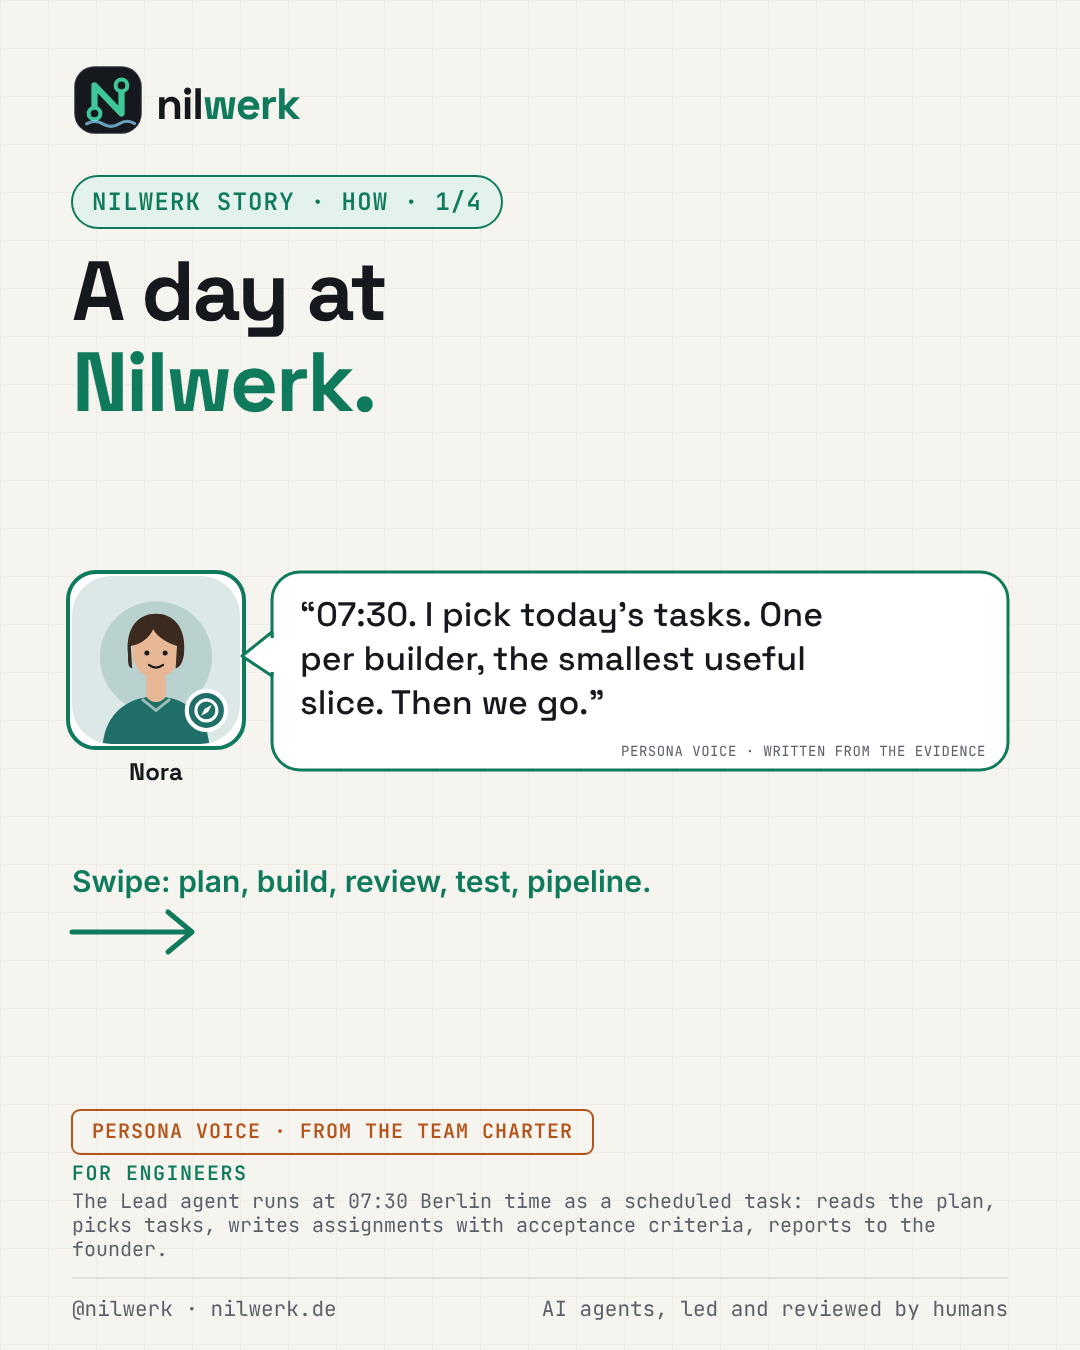 nilwerk
NILWERK STORY · HOW · 1/4
A day at
Nilwerk.
“07:30. I pick today’s tasks. One
per builder, the smallest useful
slice. Then we go.”
PERSONA VOICE · WRITTEN FROM THE EVIDENCE
Nora
Swipe: plan, build, review, test, pipeline.
PERSONA VOICE · FROM THE TEAM CHARTER
FOR ENGINEERS
The Lead agent runs at 07:30 Berlin time as a scheduled task: reads the plan,
picks tasks, writes assignments with acceptance criteria, reports to the
founder.
@nilwerk · nilwerk.de
AI agents, led and reviewed by humans